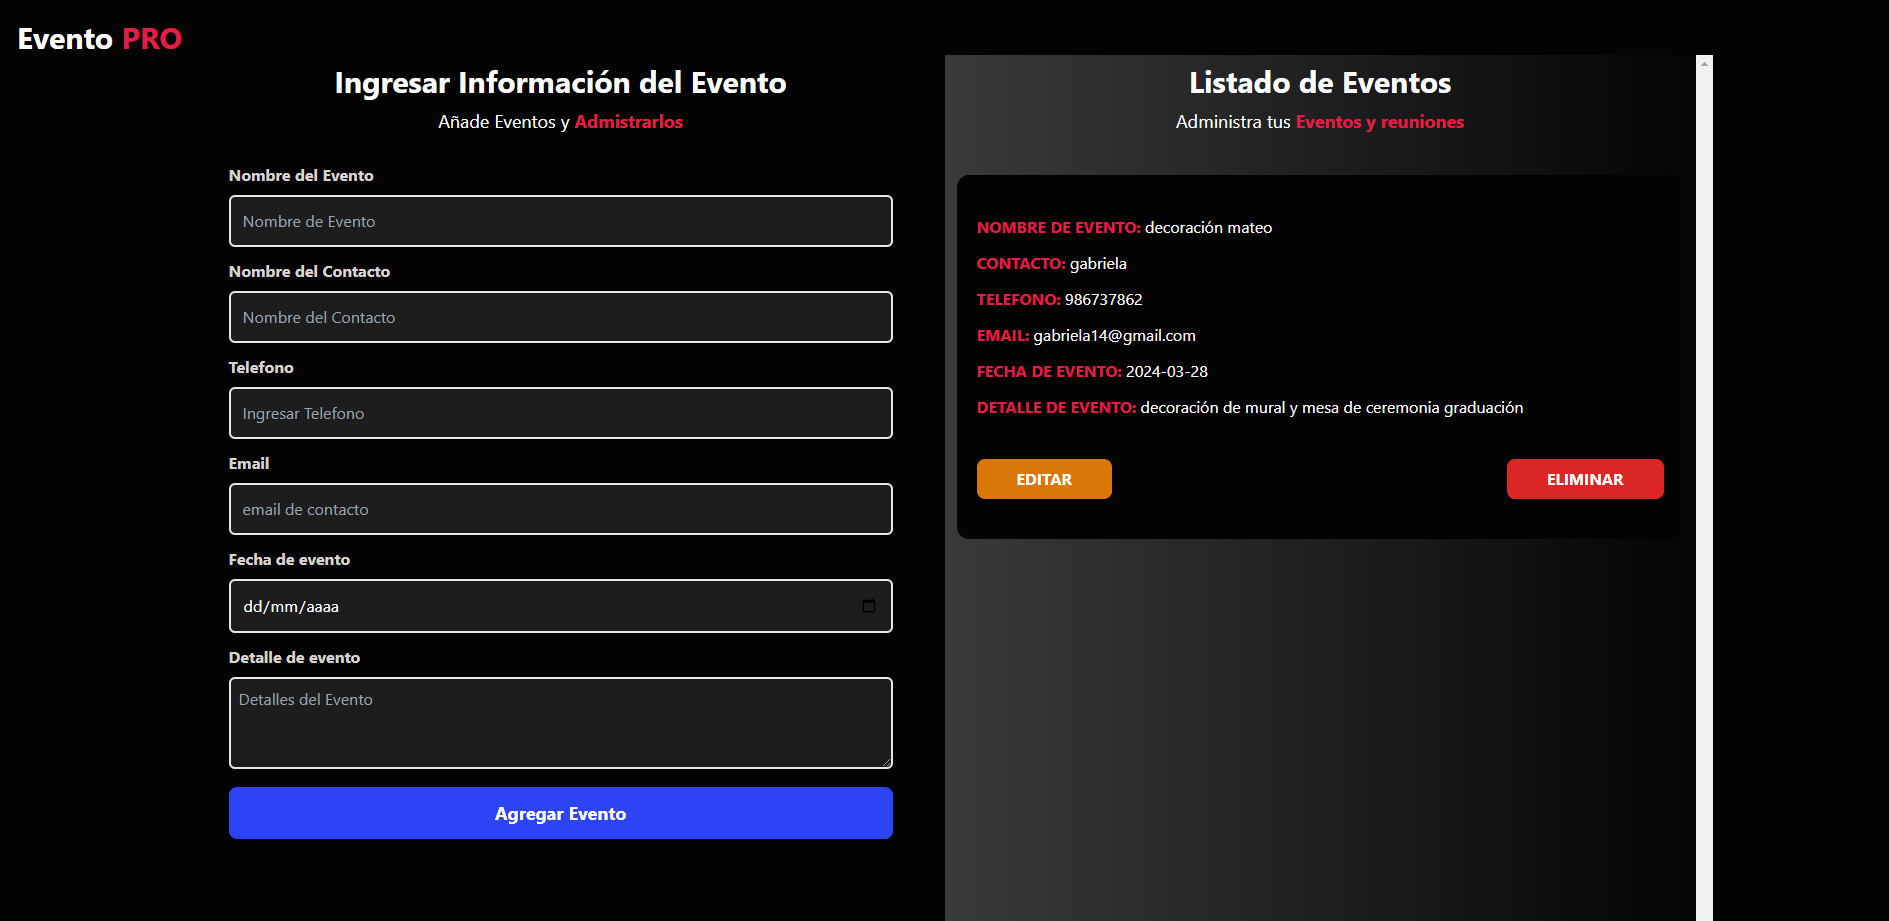 Evento PRO
Ingresar Información del Evento
Añade Eventos y Admistrarlos
Nombre del Evento
Nombre de Evento
Nombre del Contacto
Nombre del Contacto
Telefono
Ingresar Telefono
Email
email de contacto
Fecha de evento
dd/mm/aaaa
Detalle de evento
Detalles del Evento
Agregar Evento
Listado de Eventos
Administra tus Eventos y reuniones
NOMBRE DE EVENTO: decoración mateo
CONTACTO: gabriela
TELEFONO: 986737862
EMAIL: gabriela14@gmail.com
FECHA DE EVENTO: 2024-03-28
DETALLE DE EVENTO: decoración de mural y mesa de ceremonia graduación
EDITAR
ELIMINAR